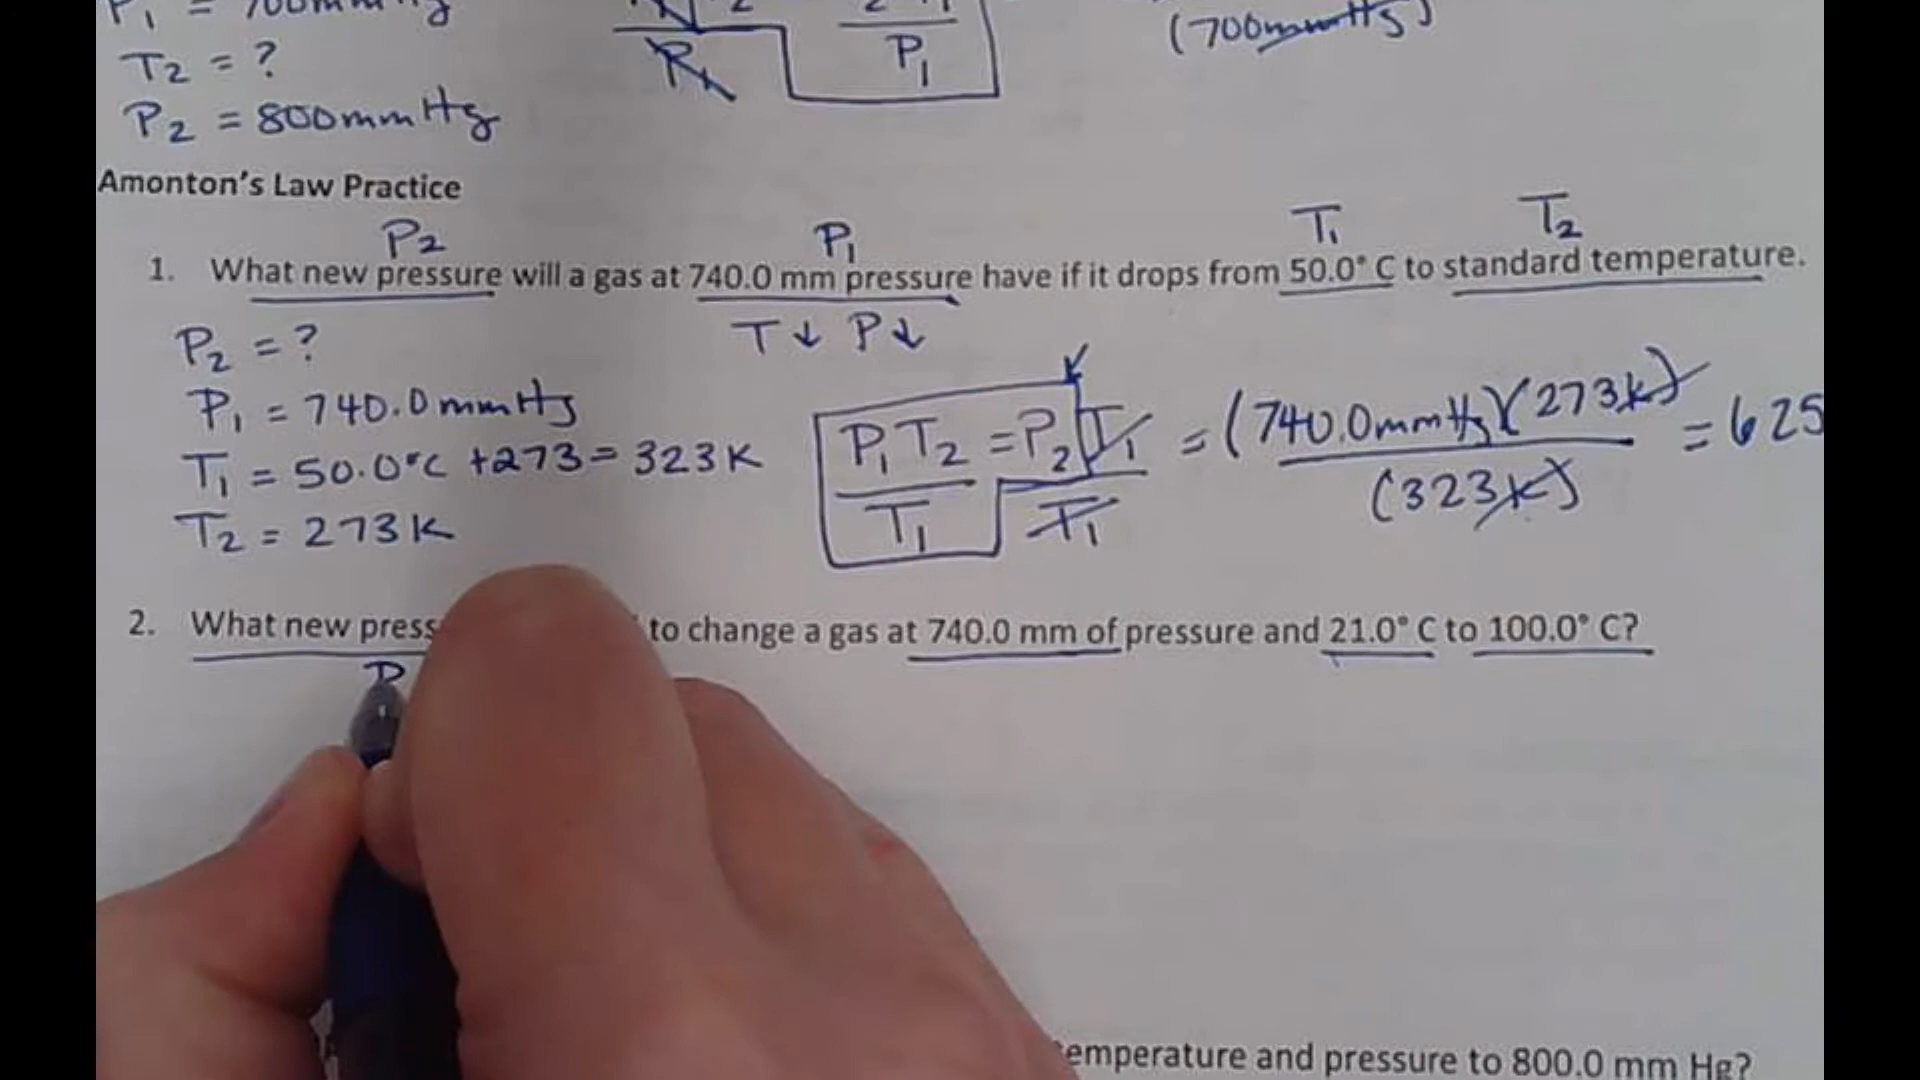 P₁ = 700mmHg
T₂ = ?
P₂ = 800mmHg
P₁
P₁
(700mmHg)
Amonton's Law Practice
P₂ P₁ T₁ T₂
1. What new pressure will a gas at 740.0 mm pressure have if it drops from 50.0° C to standard temperature.
T↓ P↓
P₂ = ?
P₁ = 740.0mmHg
T₁ = 50.0°C +273 = 323K
T₂ = 273K
P₁T₂ = P₂T₁ = (740.0mmHg)(273K) = 625
T₁ T₁ (323K)
2. What new press to change a gas at 740.0 mm of pressure and 21.0° C to 100.0° C?
P
emperature and pressure to 800.0 mm Hg?